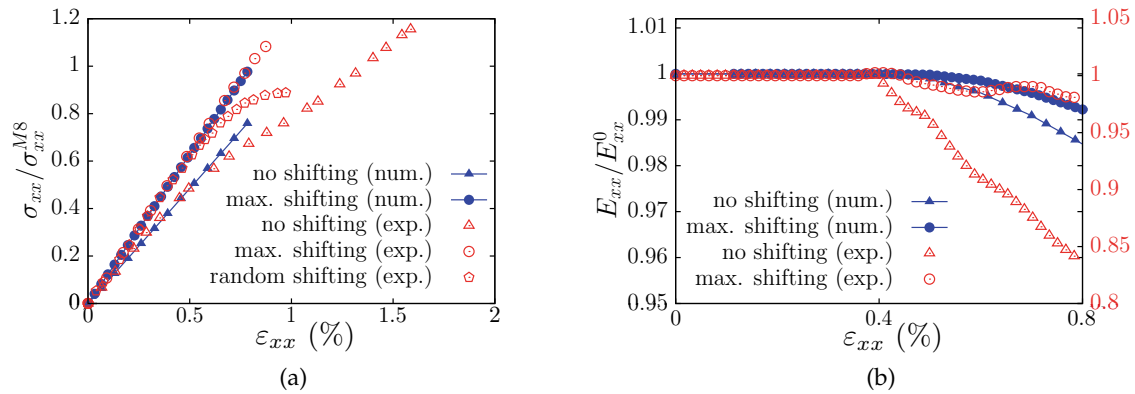 σxx/σxx^M8
1.2
1
0.8
0.6
0.4
0.2
0
0
0.5
1
1.5
2
εxx (%)
no shifting (num.)
max. shifting (num.)
no shifting (exp.)
max. shifting (exp.)
random shifting (exp.)
(a)
Exx/E⁰xx
1.01
1
0.99
0.98
0.97
0.96
0.95
1.05
1
0.95
0.9
0.85
0.8
0
0.4
0.8
εxx (%)
no shifting (num.)
max. shifting (num.)
no shifting (exp.)
max. shifting (exp.)
(b)